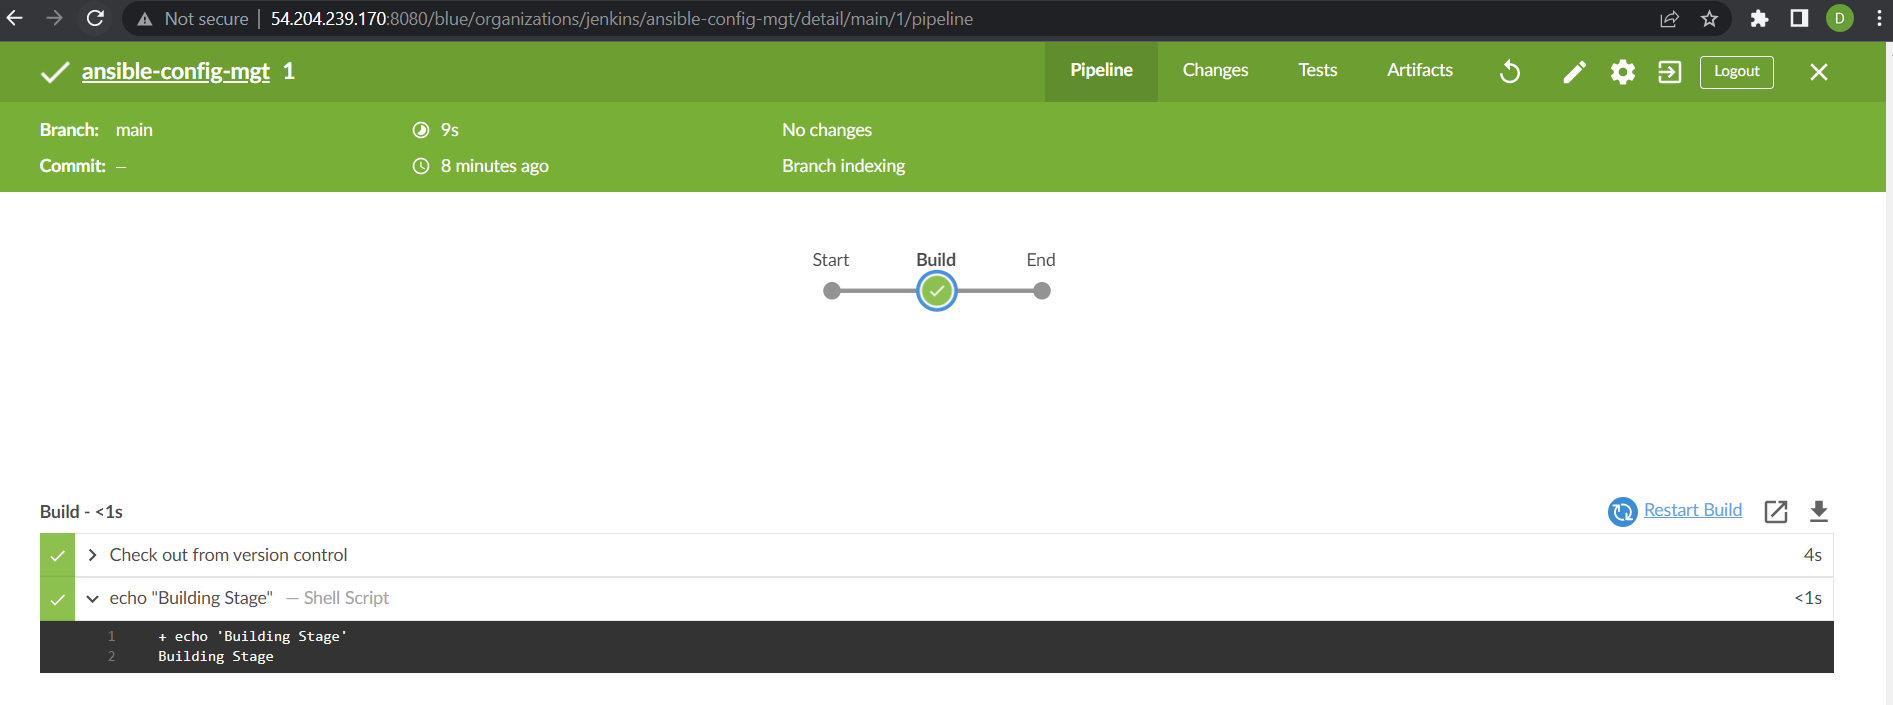 Not secure | 54.204.239.170:8080/blue/organizations/jenkins/ansible-config-mgt/detail/main/1/pipeline D
ansible-config-mgt 1 Pipeline Changes Tests Artifacts Logout
Branch: main 9s No changes
Commit: — 8 minutes ago Branch indexing
Start Build End
Build - <1s Restart Build
Check out from version control 4s
echo "Building Stage" — Shell Script <1s
1 + echo 'Building Stage'
2 Building Stage